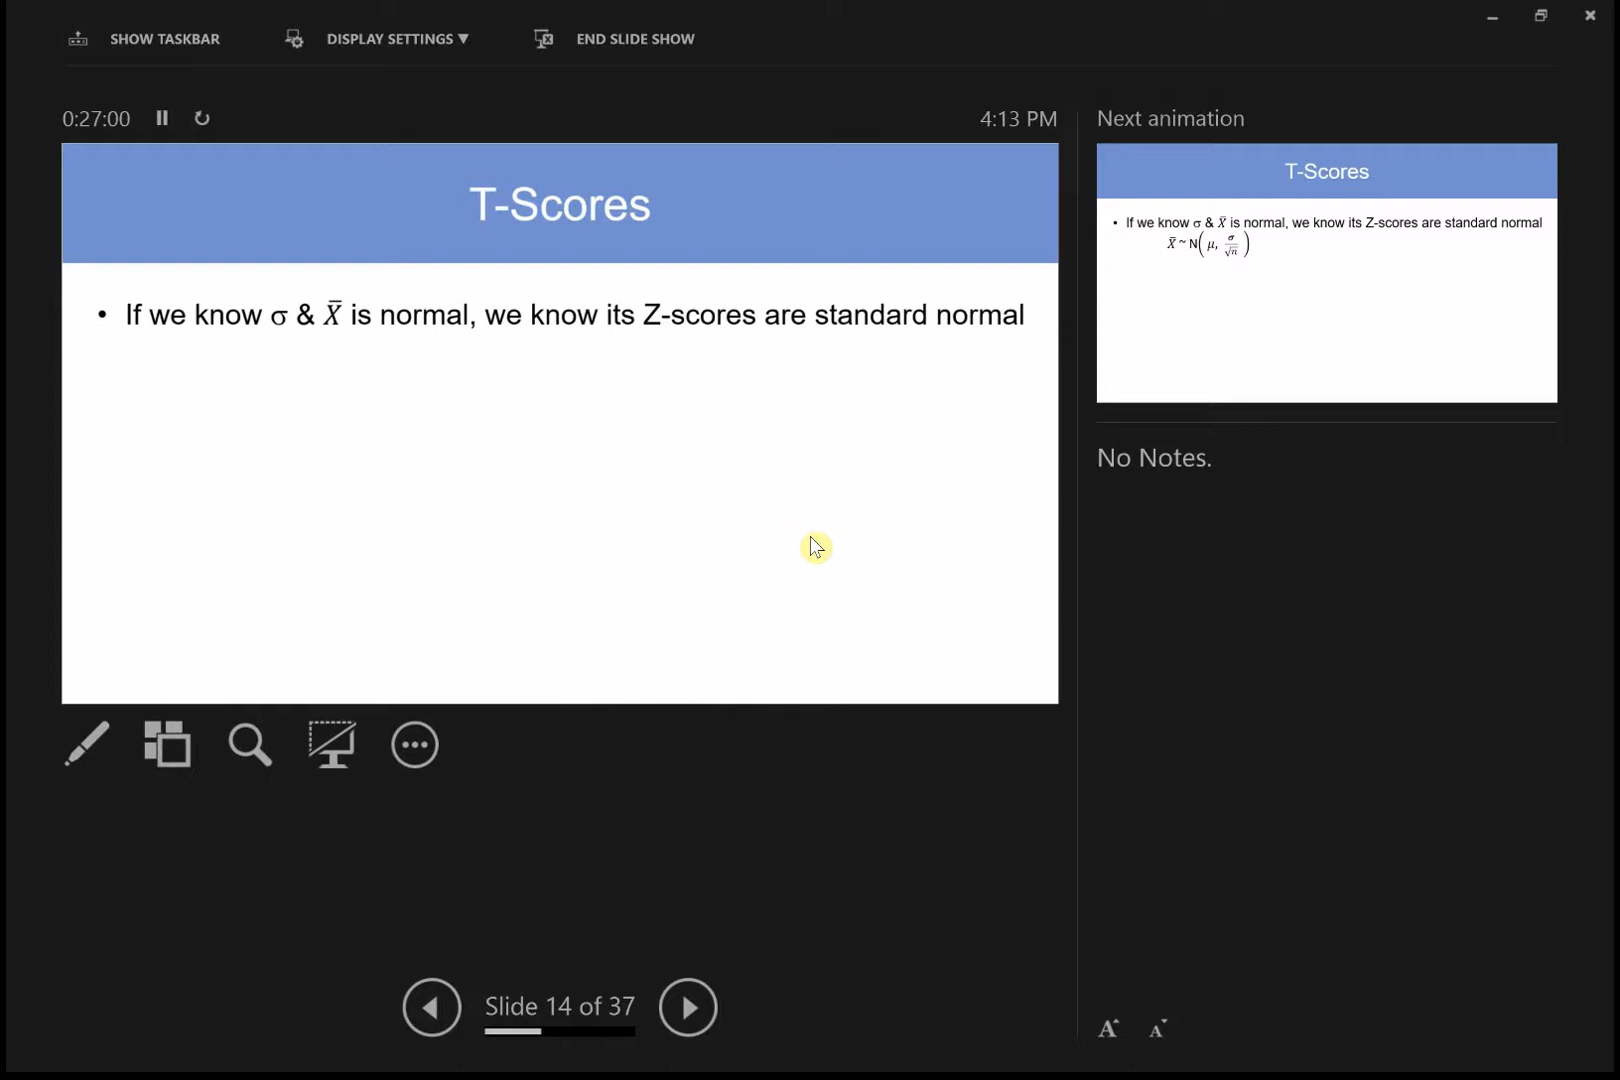 SHOW TASKBAR
DISPLAY SETTINGS ▼
END SLIDE SHOW
0:27:00
4:13 PM
Next animation
T-Scores
• If we know σ & X̄ is normal, we know its Z-scores are standard normal
T-Scores
• If we know σ & X̄ is normal, we know its Z-scores are standard normal
X̄ ~ N(μ, σ/√n)
No Notes.
Slide 14 of 37
A A